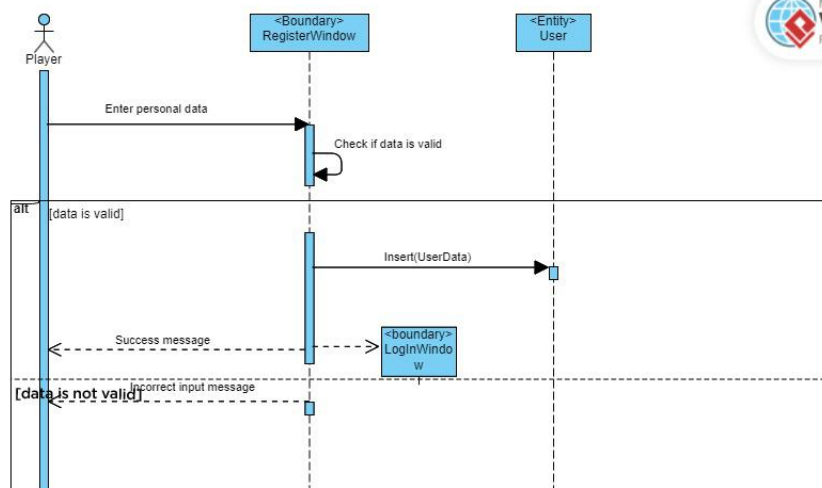 <Boundary>
RegisterWindow
<Entity>
User
Player
Enter personal data
Check if data is valid
alt
[data is valid]
Insert(UserData)
Success message
<boundary>
LogInWindo
w
Incorrect input message
[data is not valid]